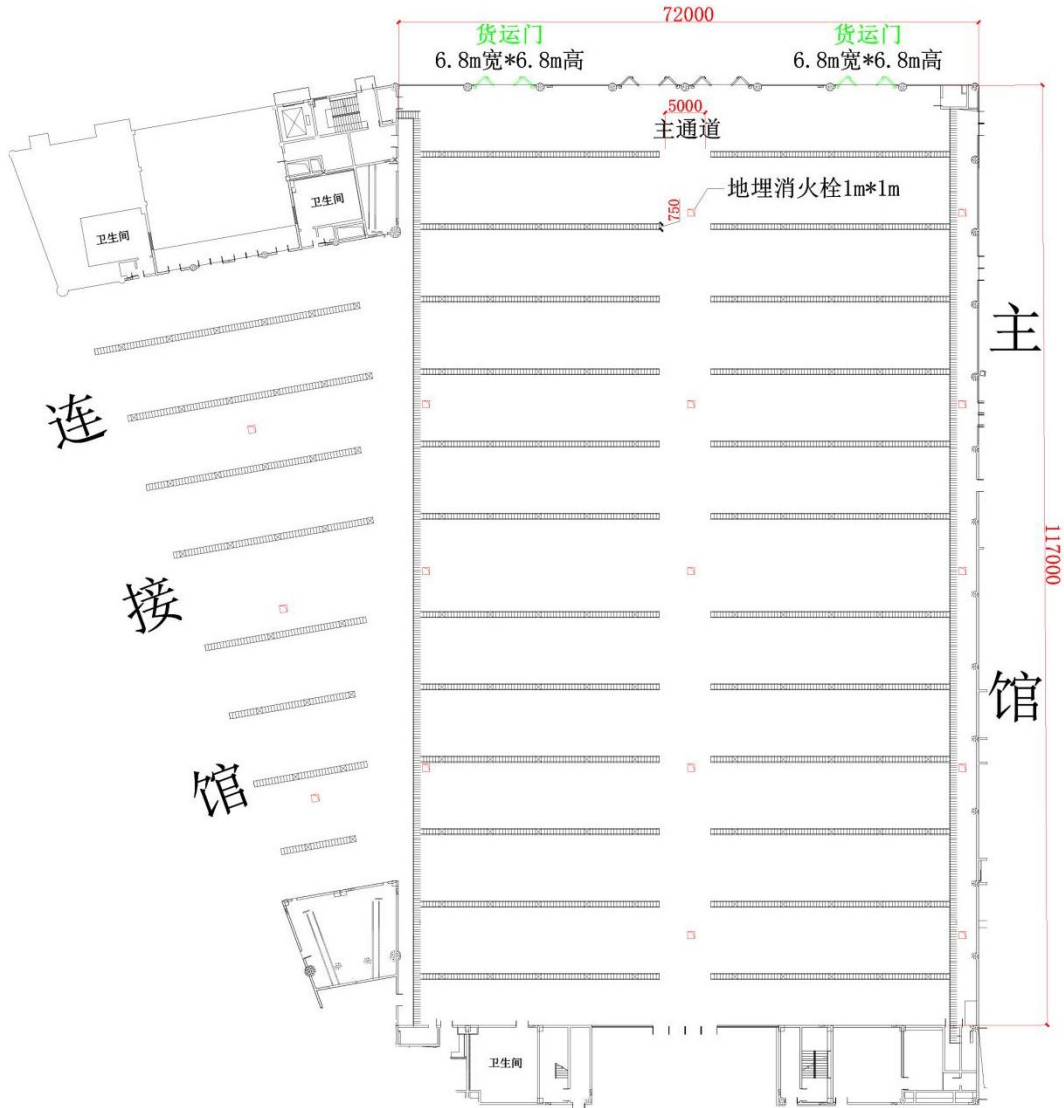 72000
货运门
6.8m宽*6.8m高
货运门
6.8m宽*6.8m高
5000
主通道
地埋消火栓1m*1m
750
卫生间
卫生间
主
馆
117000
连
接
馆
卫生间